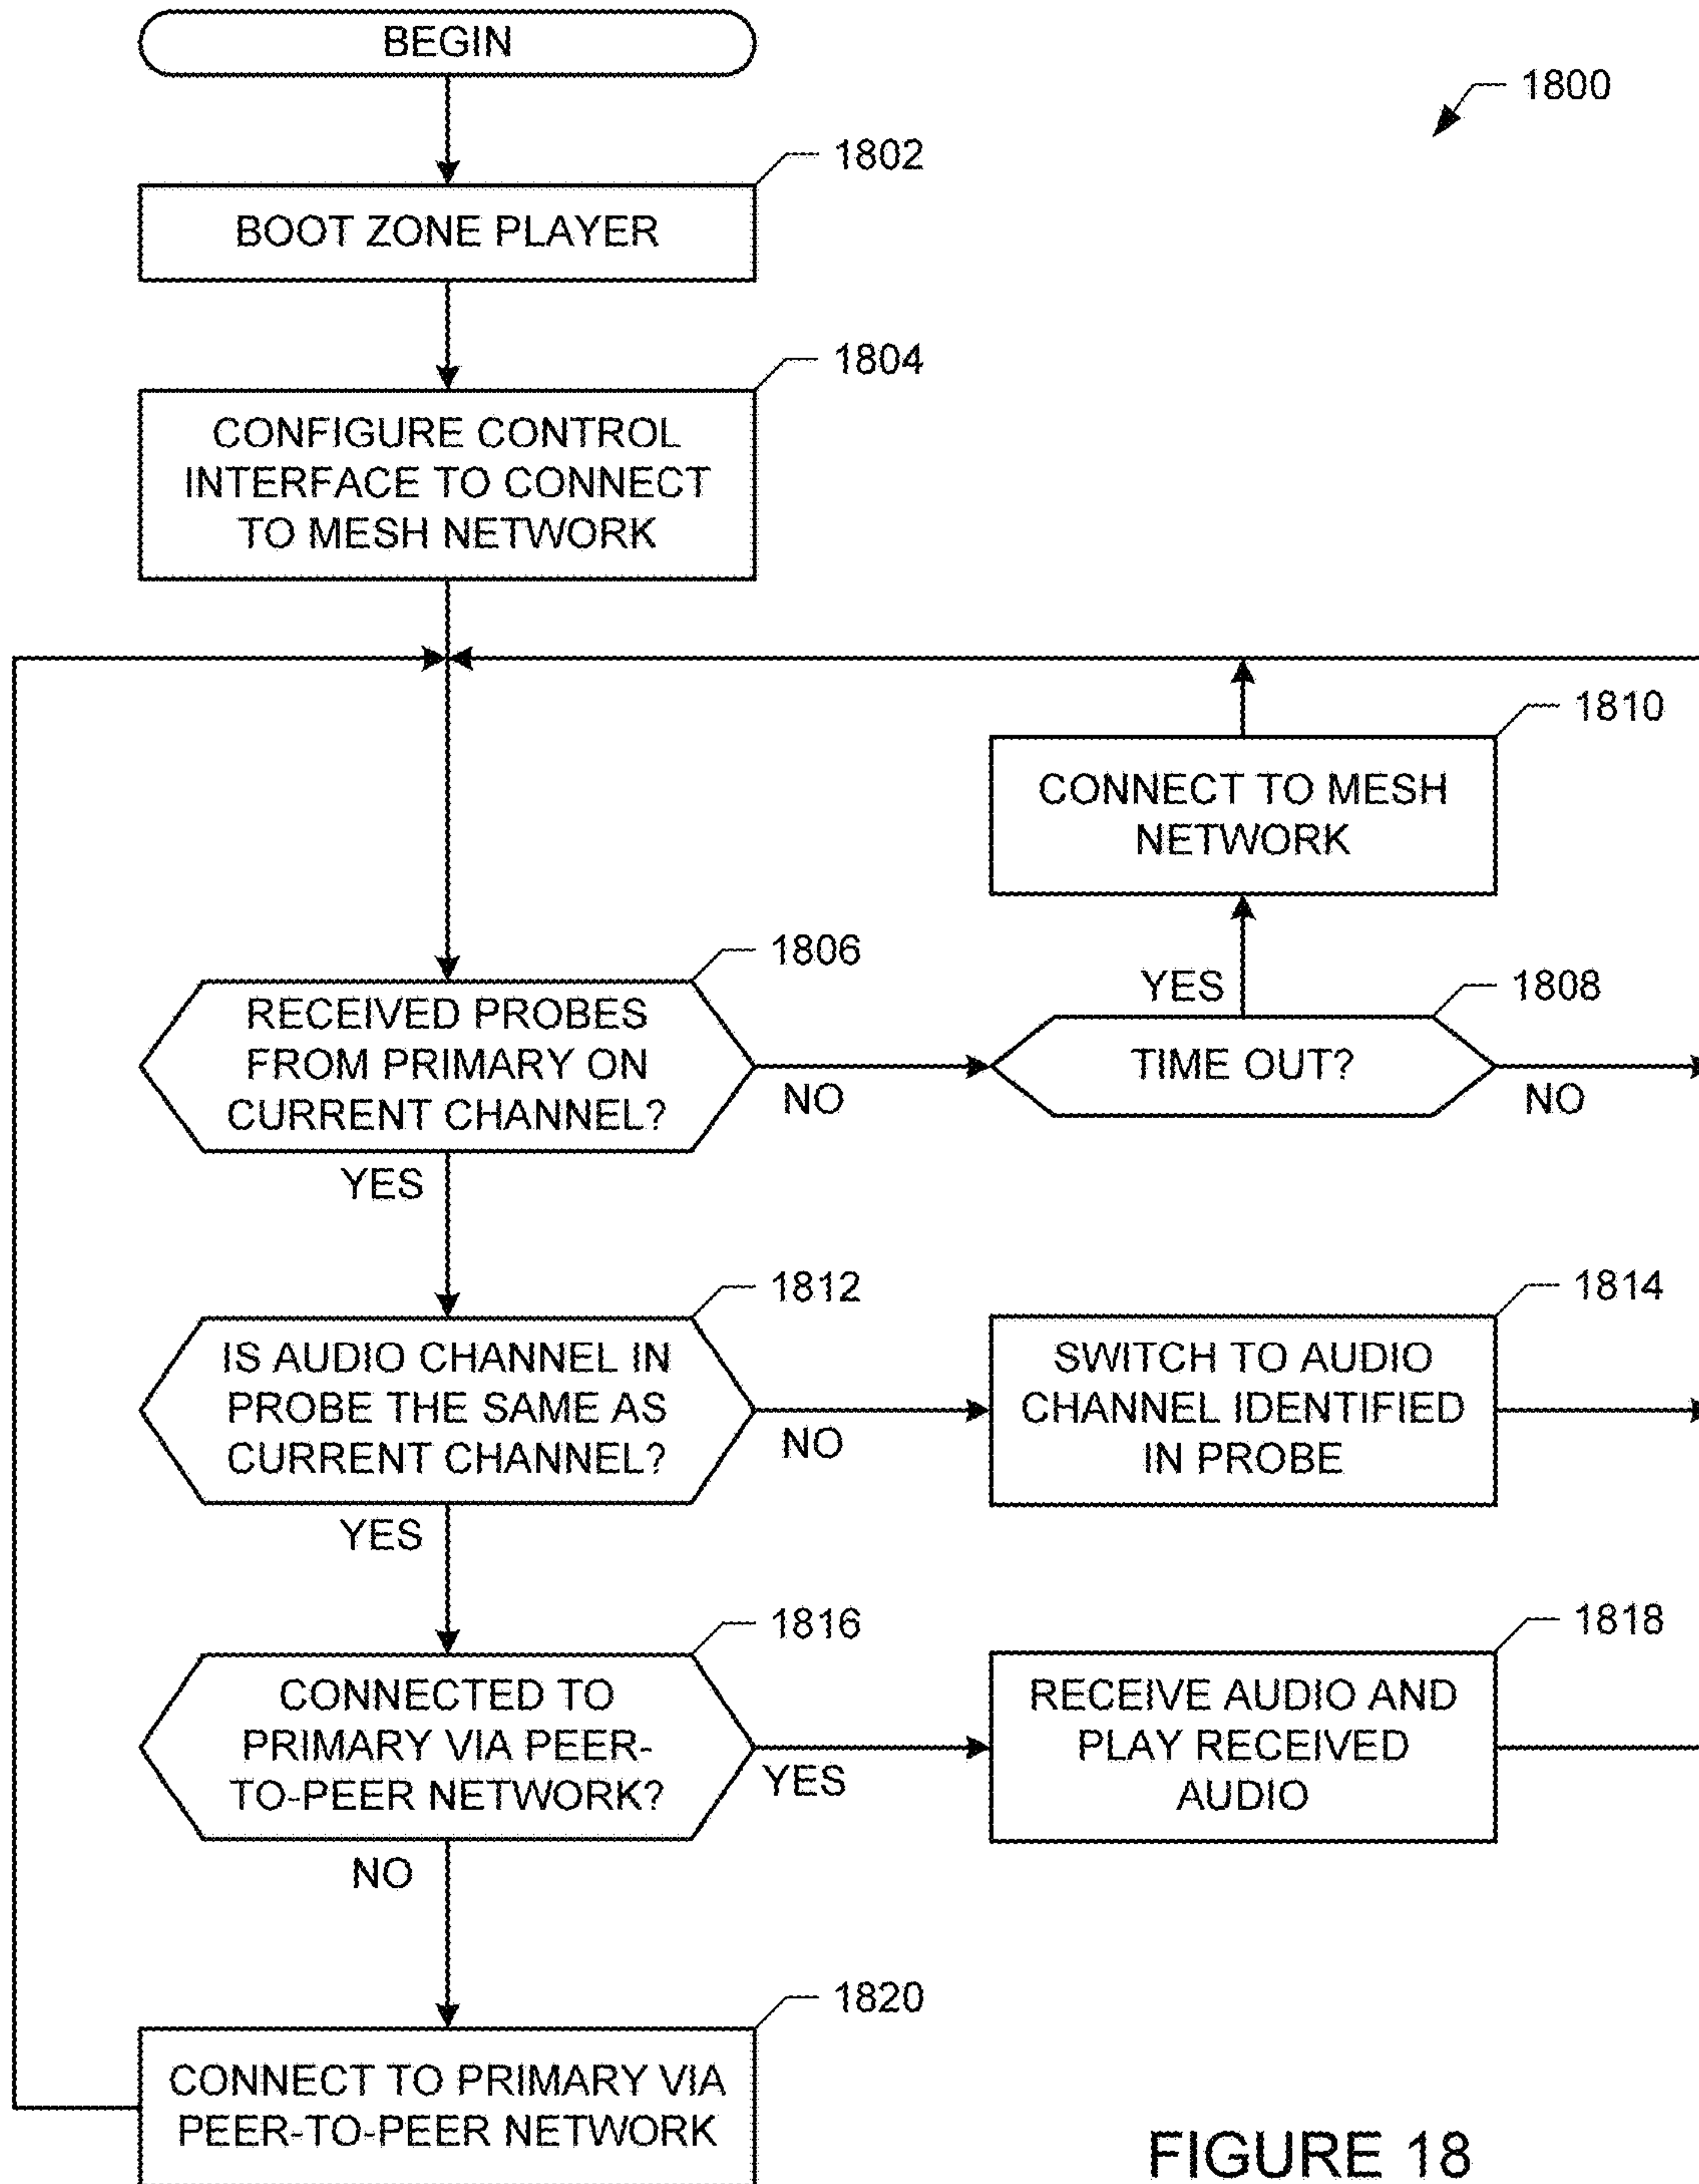 BEGIN
1800
1802
BOOT ZONE PLAYER
1804
CONFIGURE CONTROL
INTERFACE TO CONNECT
TO MESH NETWORK
1810
CONNECT TO MESH
NETWORK
1806
RECEIVED PROBES
FROM PRIMARY ON
CURRENT CHANNEL?
NO
YES
1808
TIME OUT?
YES
NO
1812
IS AUDIO CHANNEL IN
PROBE THE SAME AS
CURRENT CHANNEL?
NO
YES
1814
SWITCH TO AUDIO
CHANNEL IDENTIFIED
IN PROBE
1816
CONNECTED TO
PRIMARY VIA PEER-
TO-PEER NETWORK?
YES
NO
1818
RECEIVE AUDIO AND
PLAY RECEIVED
AUDIO
1820
CONNECT TO PRIMARY VIA
PEER-TO-PEER NETWORK
FIGURE 18